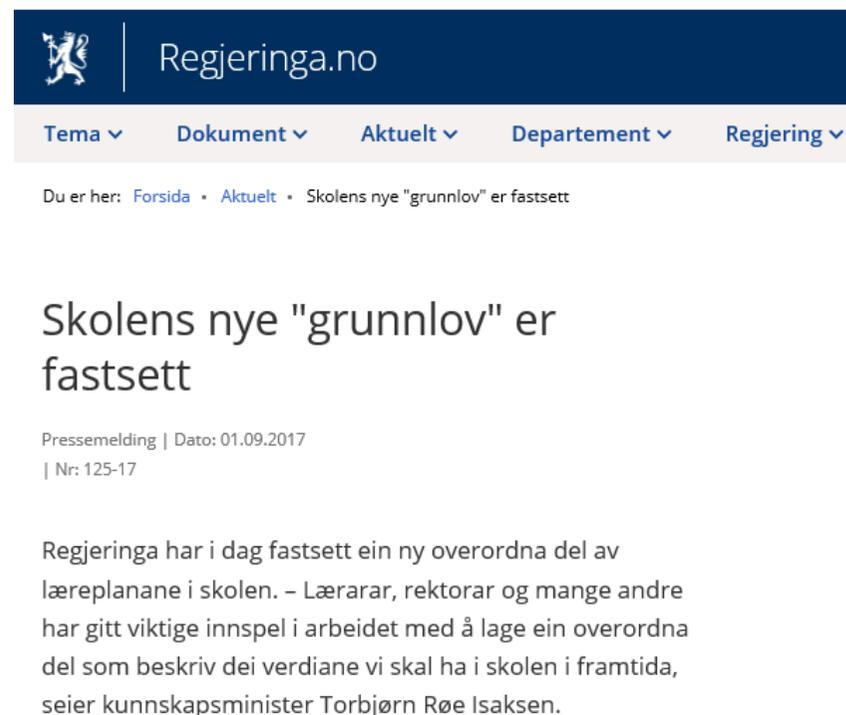 Regjeringa.no
Tema Dokument Aktuelt Departement Regjering
Du er her: Forsida • Aktuelt • Skolens nye "grunnlov" er fastsett
Skolens nye "grunnlov" er
fastsett
Pressemelding | Dato: 01.09.2017
| Nr: 125-17
Regjeringa har i dag fastsett ein ny overordna del av
læreplanane i skolen. – Lærarar, rektorar og mange andre
har gitt viktige innspel i arbeidet med å lage ein overordna
del som beskriv dei verdiane vi skal ha i skolen i framtida,
seier kunnskapsminister Torbjørn Røe Isaksen.